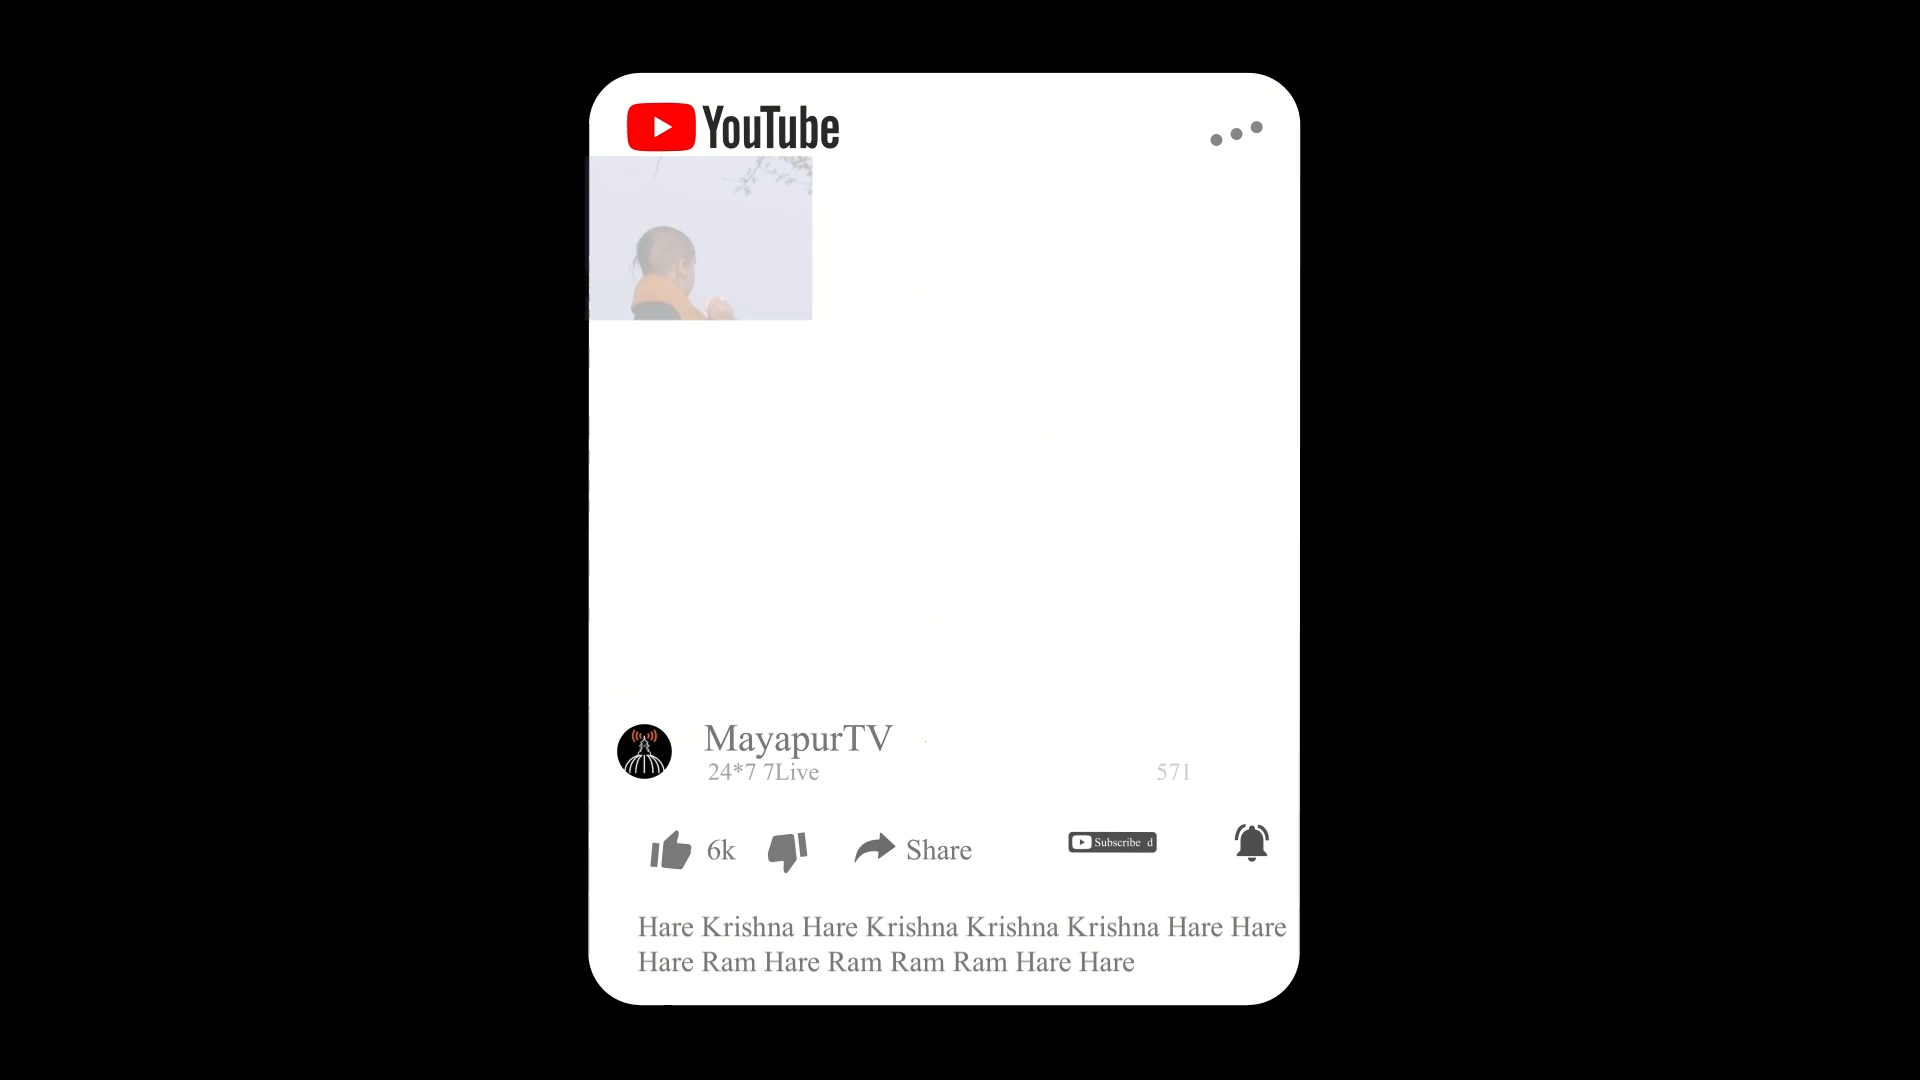 YouTube
MayapurTV
24*7 7Live
571
6k
Share
Subscribe d
Hare Krishna Hare Krishna Krishna Krishna Hare Hare
Hare Ram Hare Ram Ram Ram Hare Hare